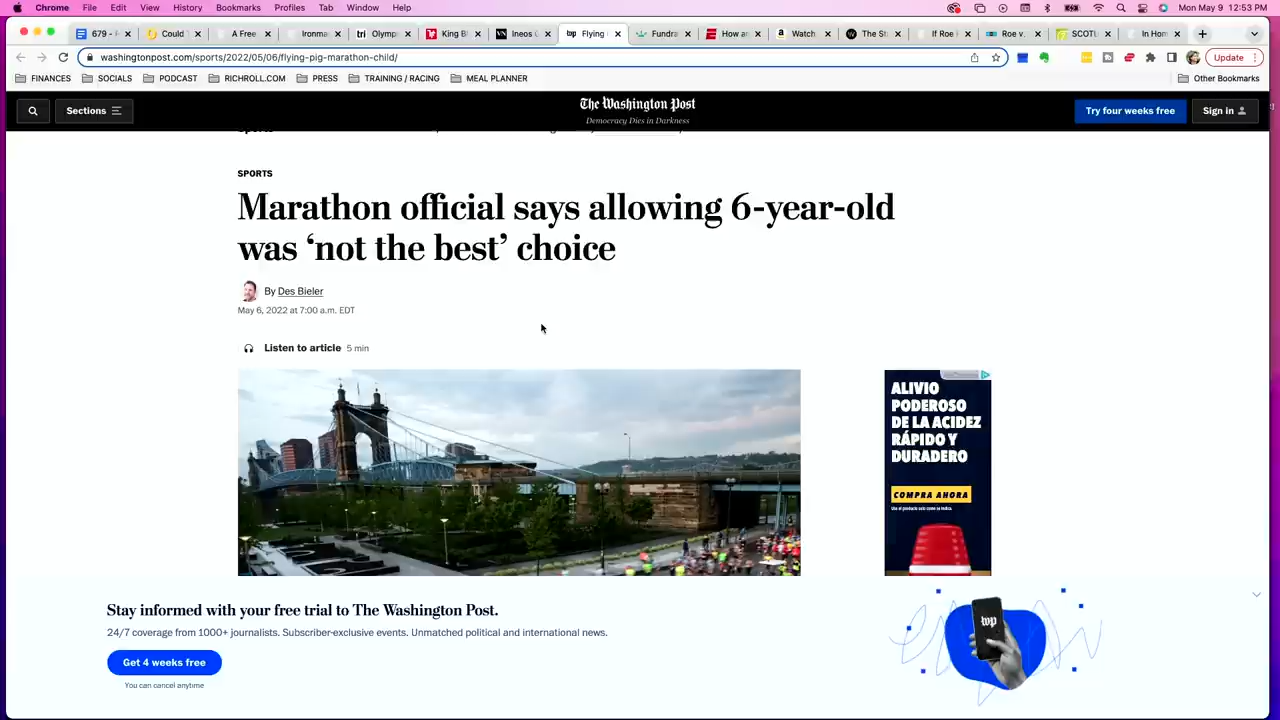 Chrome File Edit View History Bookmarks Profiles Tab Window Help Mon May 9 12:53 PM
679 - Could A Free Ironma Olymp King B Ineos Flying Fundra How ar Watch The St If Roe Roe v. SCOTU In Hom
washingtonpost.com/sports/2022/05/06/flying-pig-marathon-child/ Update
FINANCES SOCIALS PODCAST RICHROLL.COM PRESS TRAINING / RACING MEAL PLANNER Other Bookmarks
Sections The Washington Post Try four weeks free Sign in
Democracy Dies in Darkness
SPORTS
Marathon official says allowing 6-year-old
was ‘not the best’ choice
By Des Bieler
May 6, 2022 at 7:00 a.m. EDT
Listen to article 5 min
ALIVIO
PODEROSO
DE LA ACIDEZ
RÁPIDO Y
DURADERO
COMPRA AHORA
Stay informed with your free trial to The Washington Post.
24/7 coverage from 1000+ journalists. Subscriber-exclusive events. Unmatched political and international news.
wp
Get 4 weeks free
You can cancel anytime